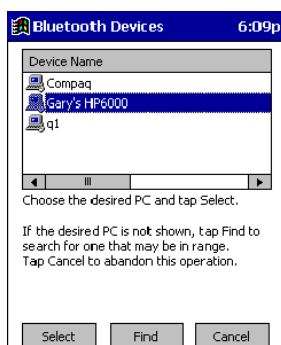 Bluetooth Devices 6:09p
Device Name
Compaq
Gary's HP6000
q1
Choose the desired PC and tap Select.
If the desired PC is not shown, tap Find to
search for one that may be in range.
Tap Cancel to abandon this operation.
Select Find Cancel